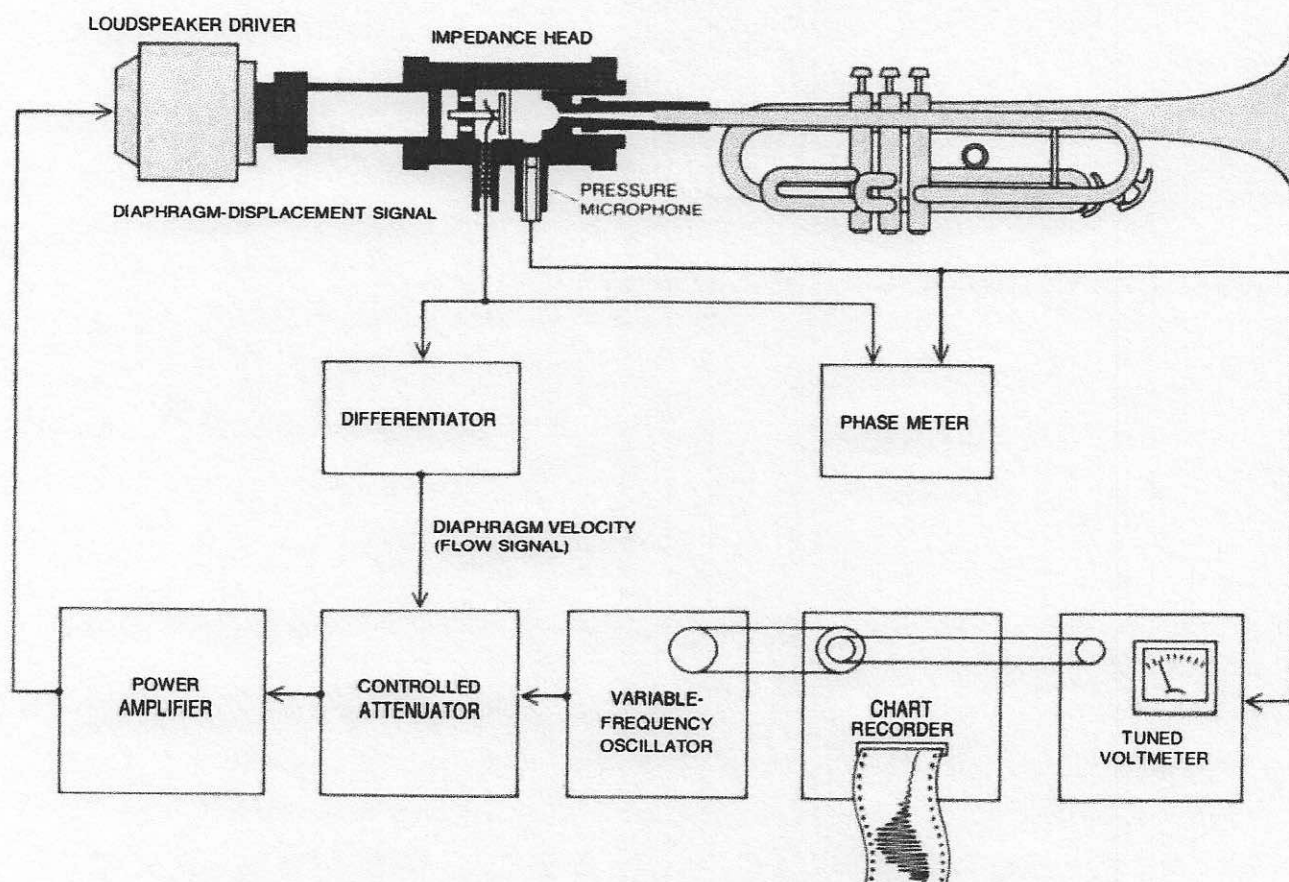 LOUDSPEAKER DRIVER
IMPEDANCE HEAD
PRESSURE
MICROPHONE
DIAPHRAGM-DISPLACEMENT SIGNAL
DIFFERENTIATOR
PHASE METER
DIAPHRAGM VELOCITY
(FLOW SIGNAL)
POWER
AMPLIFIER
CONTROLLED
ATTENUATOR
VARIABLE-
FREQUENCY
OSCILLATOR
CHART
RECORDER
TUNED
VOLTMETER